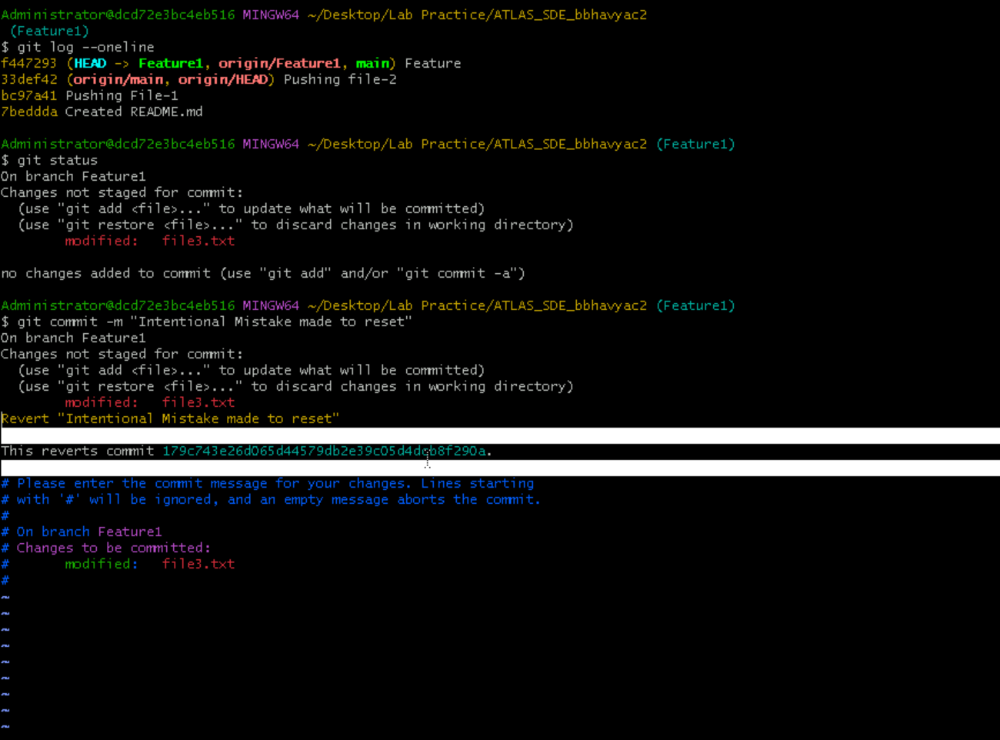 Administrator@dcd72e3bc4eb516 MINGW64 ~/Desktop/Lab Practice/ATLAS_SDE_bbhavyac2
 (Feature1)
$ git log --oneline
f447293 (HEAD -> Feature1, origin/Feature1, main) Feature
33def42 (origin/main, origin/HEAD) Pushing file-2
bc97a41 Pushing File-1
7beddda Created README.md
Administrator@dcd72e3bc4eb516 MINGW64 ~/Desktop/Lab Practice/ATLAS_SDE_bbhavyac2 (Feature1)
$ git status
On branch Feature1
Changes not staged for commit:
  (use "git add <file>..." to update what will be committed)
  (use "git restore <file>..." to discard changes in working directory)
        modified:   file3.txt
no changes added to commit (use "git add" and/or "git commit -a")
Administrator@dcd72e3bc4eb516 MINGW64 ~/Desktop/Lab Practice/ATLAS_SDE_bbhavyac2 (Feature1)
$ git commit -m "Intentional Mistake made to reset"
On branch Feature1
Changes not staged for commit:
  (use "git add <file>..." to update what will be committed)
  (use "git restore <file>..." to discard changes in working directory)
        modified:   file3.txt
Revert "Intentional Mistake made to reset"
This reverts commit 179c743e26d065d44579db2e39c05d4dcb8f290a.
# Please enter the commit message for your changes. Lines starting
# with '#' will be ignored, and an empty message aborts the commit.
#
# On branch Feature1
# Changes to be committed:
#       modified:   file3.txt
#
~
~
~
~
~
~
~
~
~